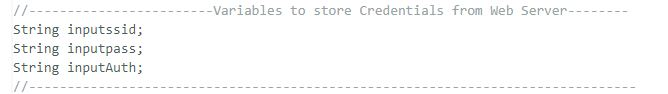 //-----------------------Variables to store Credentials from Web Server--------
String inputssid;
String inputpass;
String inputAuth;
//----------------------------------------------------------------------------